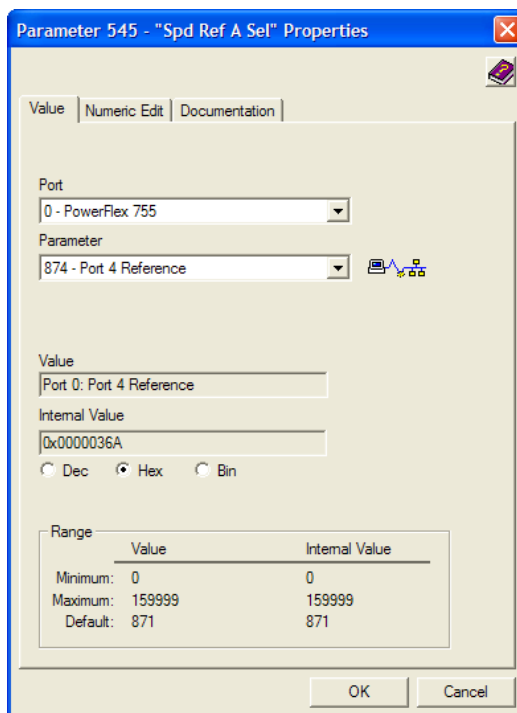 Parameter 545 - "Spd Ref A Sel" Properties
Value Numeric Edit Documentation
Port
0 - PowerFlex 755
Parameter
874 - Port 4 Reference
Value
Port 0: Port 4 Reference
Internal Value
0x0000036A
Dec Hex Bin
Range
Value Internal Value
Minimum: 0 0
Maximum: 159999 159999
Default: 871 871
OK Cancel